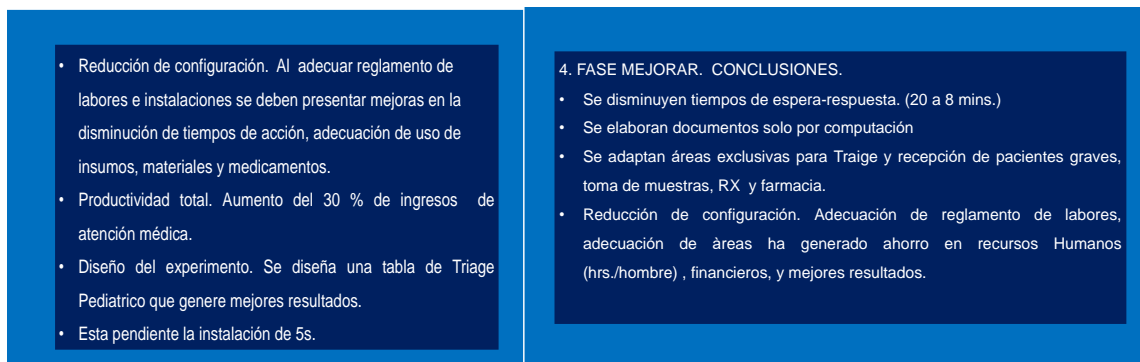 • Reducción de configuración. Al adecuar reglamento de
labores e instalaciones se deben presentar mejoras en la
disminución de tiempos de acción, adecuación de uso de
insumos, materiales y medicamentos.
• Productividad total. Aumento del 30 % de ingresos de
atención médica.
• Diseño del experimento. Se diseña una tabla de Triage
Pediatrico que genere mejores resultados.
• Esta pendiente la instalación de 5s.
4. FASE MEJORAR. CONCLUSIONES.
• Se disminuyen tiempos de espera-respuesta. (20 a 8 mins.)
• Se elaboran documentos solo por computación
• Se adaptan áreas exclusivas para Traige y recepción de pacientes graves,
toma de muestras, RX y farmacia.
• Reducción de configuración. Adecuación de reglamento de labores,
adecuación de àreas ha generado ahorro en recursos Humanos
(hrs./hombre) , financieros, y mejores resultados.